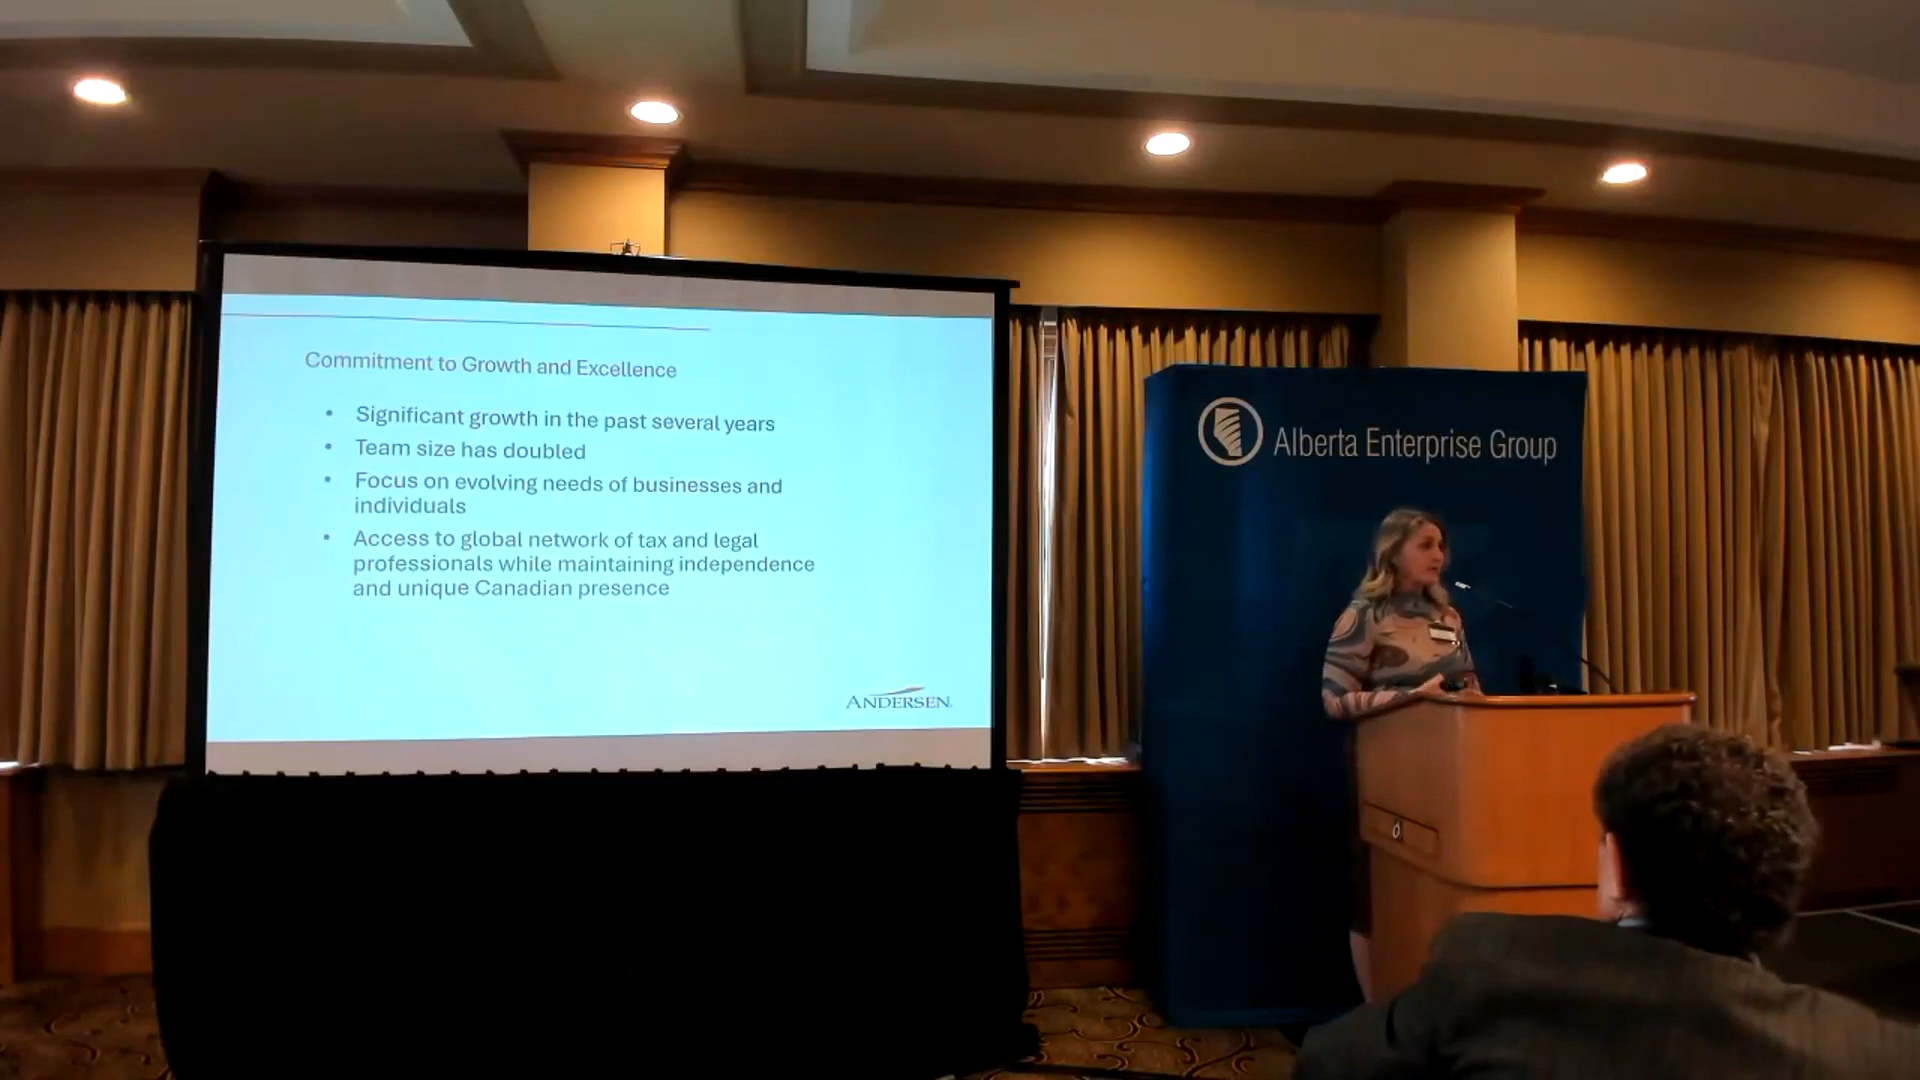 Commitment to Growth and Excellence
• Significant growth in the past several years
• Team size has doubled
• Focus on evolving needs of businesses and
individuals
• Access to global network of tax and legal
professionals while maintaining independence
and unique Canadian presence
ANDERSEN
Alberta Enterprise Group